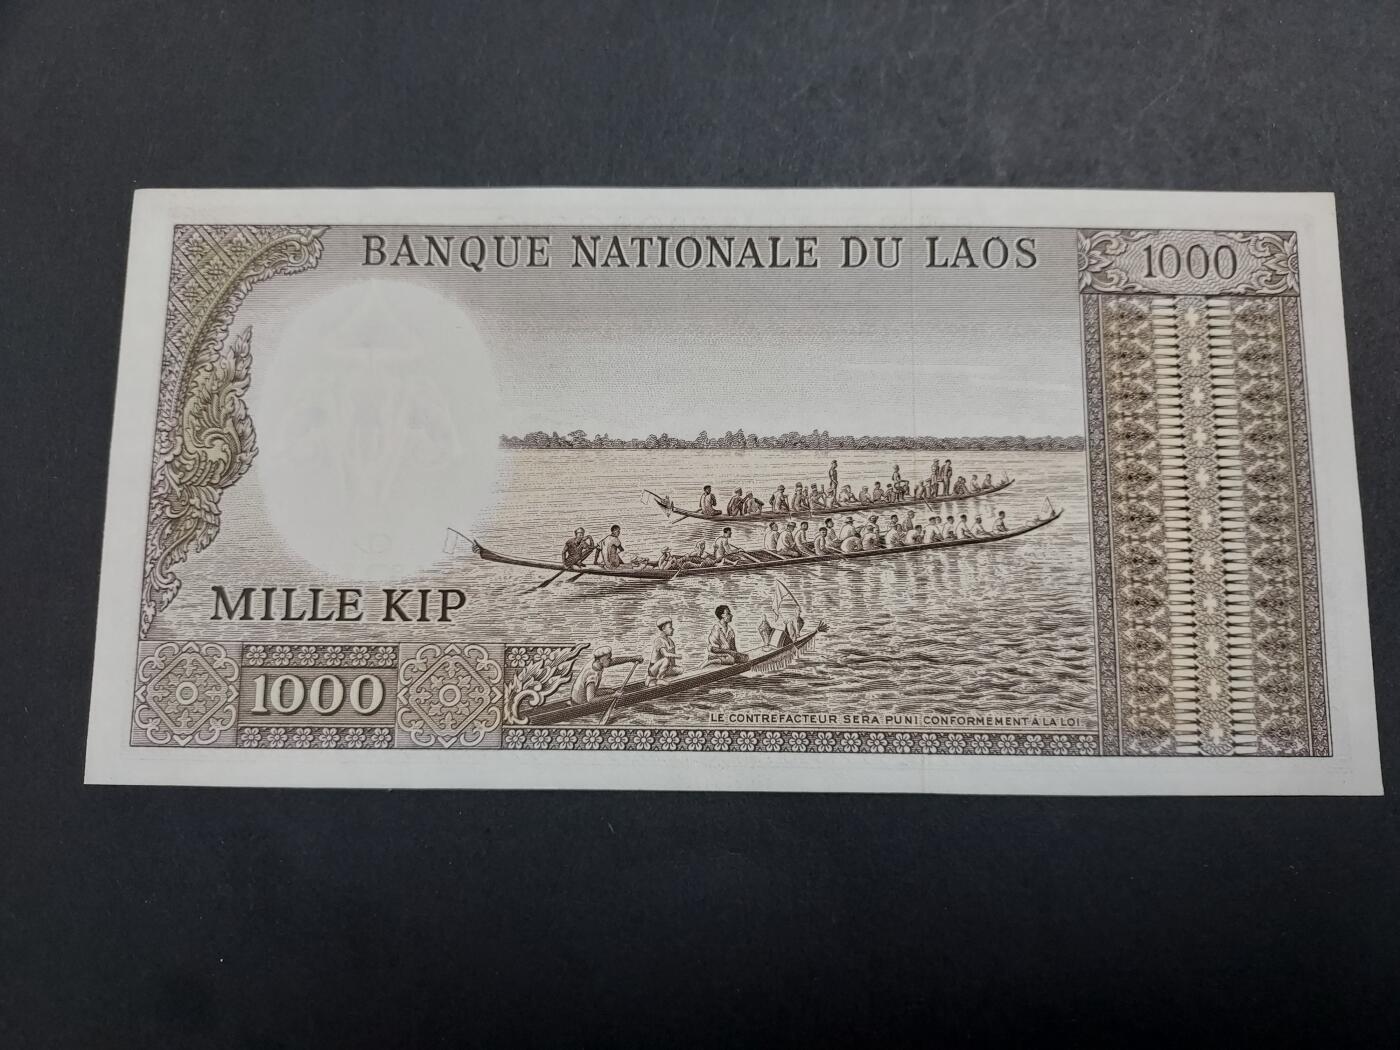 BANQUE NATIONALE DU LAOS
1000
MILLE KIP
1000
LE CONTREFACTEUR SERA PUNI CONFORMÉMENT À LA LOI